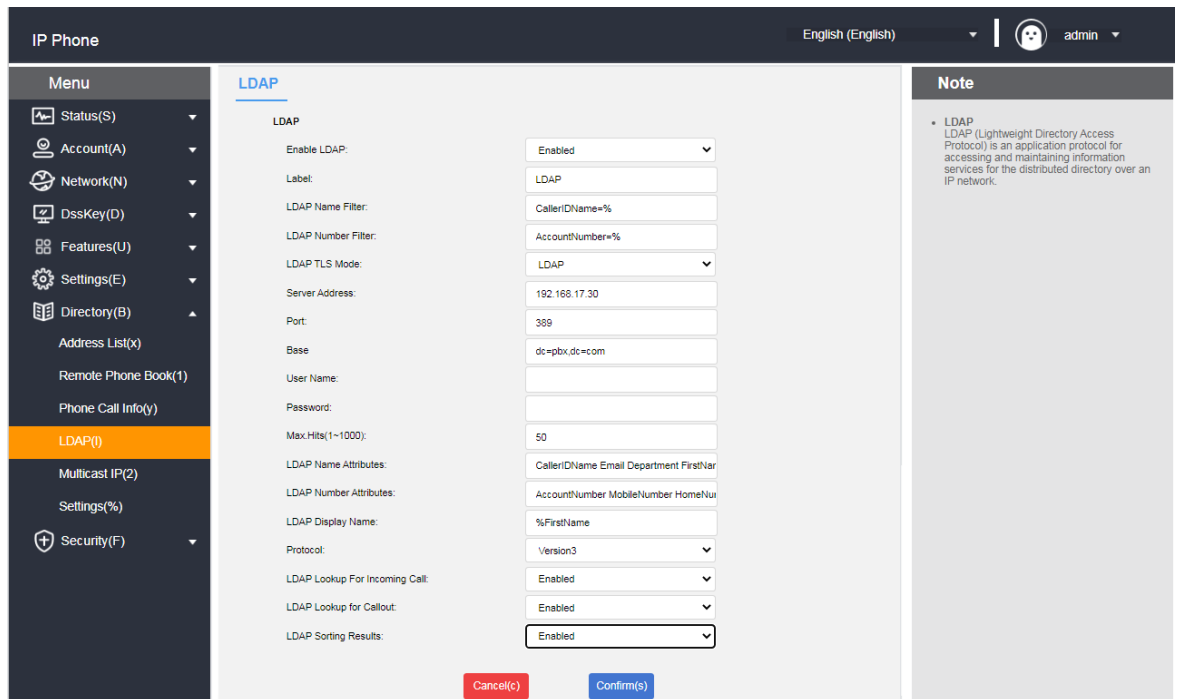 IP Phone
English (English)
admin
Menu
Status(S)
Account(A)
Network(N)
DssKey(D)
Features(U)
Settings(E)
Directory(B)
Address List(x)
Remote Phone Book(1)
Phone Call Info(y)
LDAP(l)
Multicast IP(2)
Settings(%)
Security(F)
LDAP
LDAP
Enable LDAP: Enabled
Label: LDAP
LDAP Name Filter: CallerIDName=%
LDAP Number Filter: AccountNumber=%
LDAP TLS Mode: LDAP
Server Address: 192.168.17.30
Port: 389
Base dc=pbx,dc=com
User Name:
Password:
Max.Hits(1~1000): 50
LDAP Name Attributes: CallerIDName Email Department FirstNar
LDAP Number Attributes: AccountNumber MobileNumber HomeNu
LDAP Display Name: %FirstName
Protocol: Version3
LDAP Lookup For Incoming Call: Enabled
LDAP Lookup for Callout: Enabled
LDAP Sorting Results: Enabled
Cancel(c) Confirm(s)
Note
• LDAP
LDAP (Lightweight Directory Access
Protocol) is an application protocol for
accessing and maintaining information
services for the distributed directory over an
IP network.